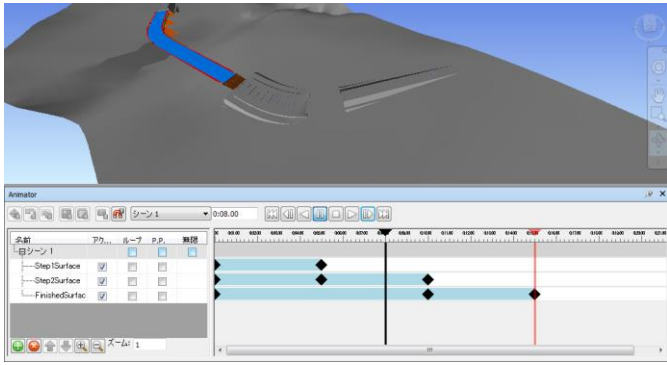 Animator
シーン 1
0:08.00
名前 アク... ループ P.P. 無限
シーン 1
Step1Surface
Step2Surface
FinishedSurfac
ズーム: 1